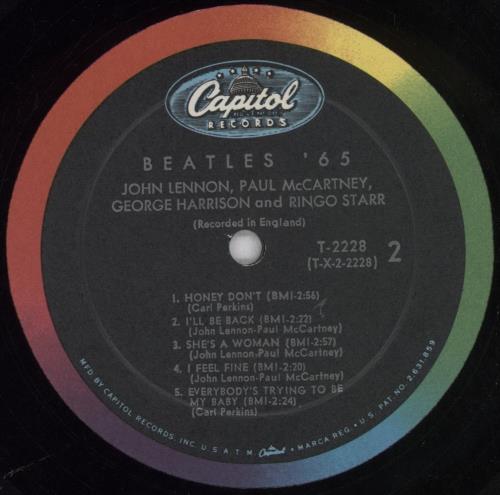 Capitol
RECORDS
BEATLES '65
JOHN LENNON, PAUL McCARTNEY,
GEORGE HARRISON and RINGO STARR
(Recorded in England)
T-2228
(T-X-2-2228)
2
1. HONEY DON'T (BMI-2:56)
(Carl Perkins)
2. I'LL BE BACK (BMI-2:22)
(John Lennon-Paul McCartney)
3. SHE'S A WOMAN (BMI-2:57)
(John Lennon-Paul McCartney)
4. I FEEL FINE (BMI-2:20)
(John Lennon-Paul McCartney)
5. EVERYBODY'S TRYING TO BE
MY BABY (BMI-2:24)
(Carl Perkins)
MFD. BY CAPITOL RECORDS, INC. U.S.A. T.M. Capitol MARCA REG. • U.S. PAT. NO. 2,631,859